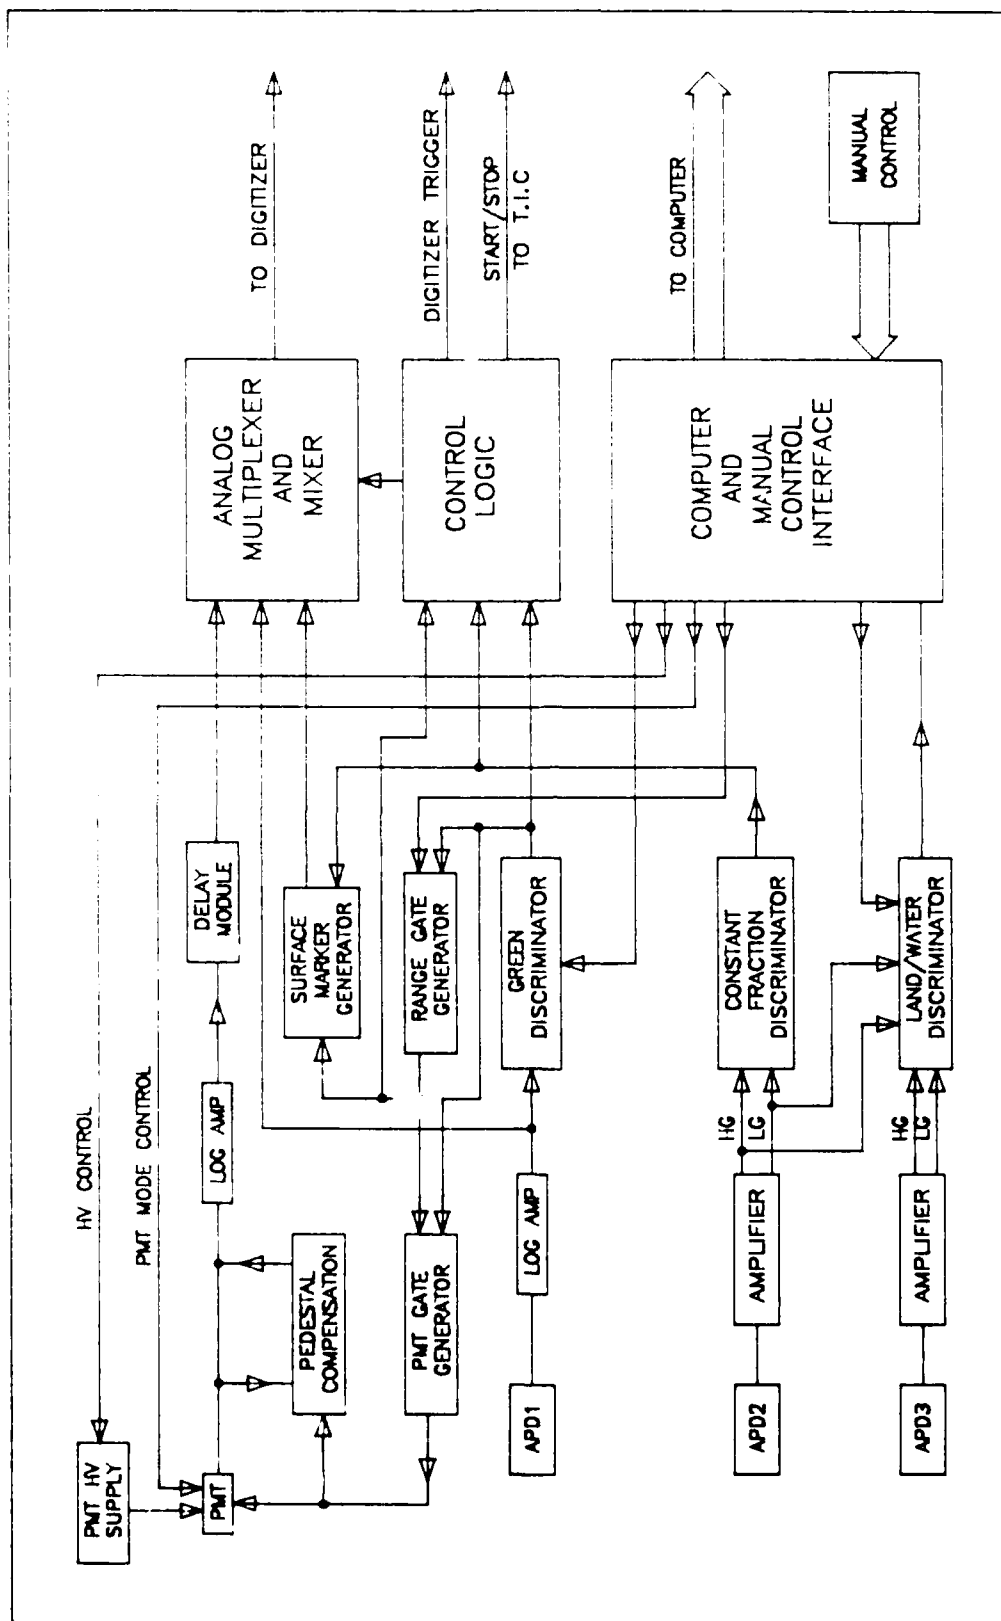 HV CONTROL
PMT MODE CONTROL
PMT HV
SUPPLY
PMT
PEDESTAL
COMPENSATION
LOG AMP
DELAY
MODULE
ANALOG
MULTIPLEXER
AND
MIXER
TO DIGITIZER
SURFACE
MARKER
GENERATOR
PMT GATE
GENERATOR
RANGE GATE
GENERATOR
CONTROL
LOGIC
DIGITIZER TRIGGER
START/STOP
TO T.I.C
APD1
LOG AMP
GREEN
DISCRIMINATOR
COMPUTER
AND
MANUAL
CONTROL
INTERFACE
TO COMPUTER
MANUAL
CONTROL
APD2
AMPLIFIER
HG
LG
CONSTANT
FRACTION
DISCRIMINATOR
APD3
AMPLIFIER
HG
LG
LAND/WATER
DISCRIMINATOR